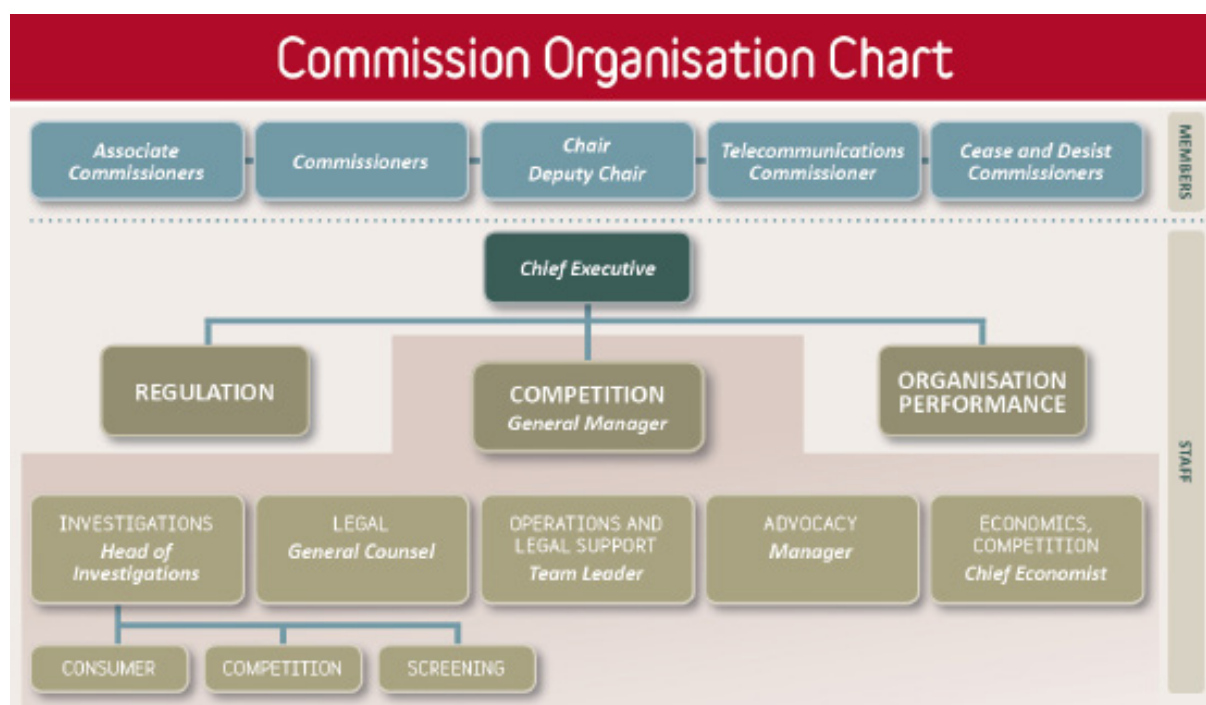 Commission Organisation Chart
Associate
Commissioners
Commissioners
Chair
Deputy Chair
Telecommunications
Commissioner
Cease and Desist
Commissioners
MEMBERS
Chief Executive
REGULATION
COMPETITION
General Manager
ORGANISATION
PERFORMANCE
STAFF
INVESTIGATIONS
Head of
Investigations
LEGAL
General Counsel
OPERATIONS AND
LEGAL SUPPORT
Team Leader
ADVOCACY
Manager
ECONOMICS,
COMPETITION
Chief Economist
CONSUMER
COMPETITION
SCREENING